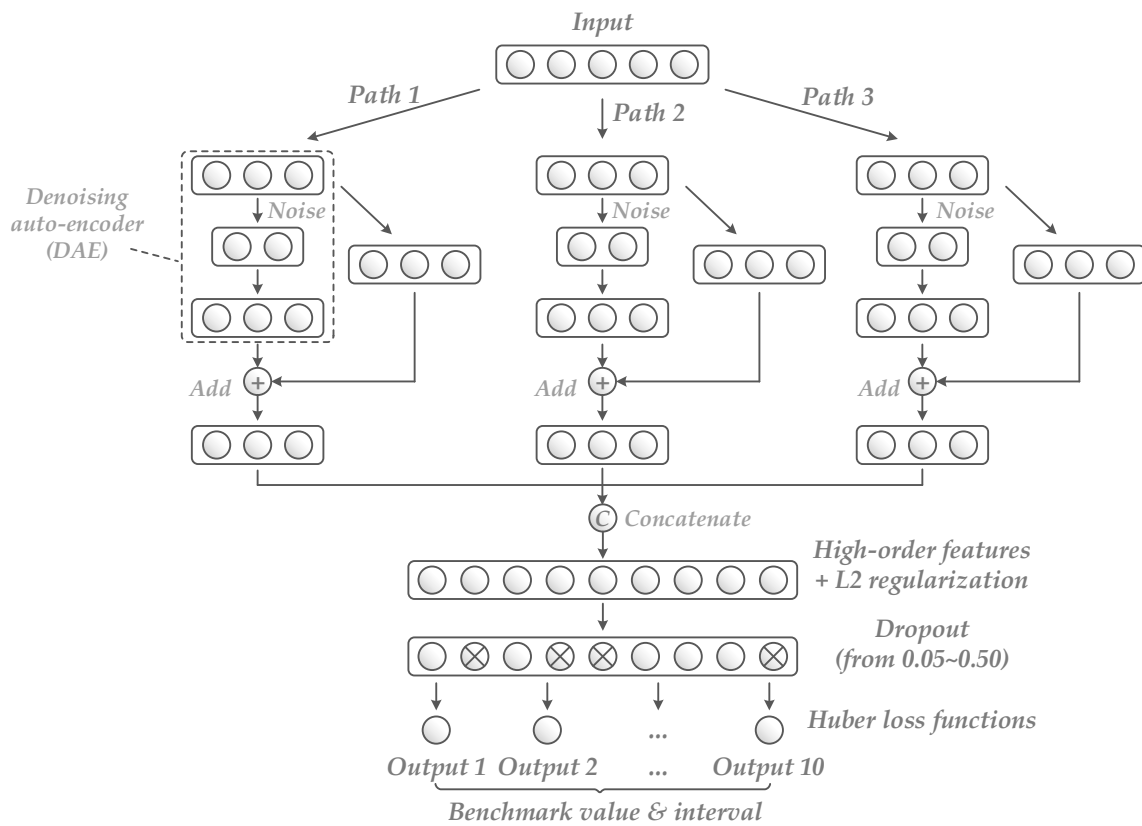 Input
Path 1
Path 2
Path 3
Denoising
auto-encoder
(DAE)
Noise
Noise
Noise
Add
+
Add
+
Add
+
C
Concatenate
High-order features
+ L2 regularization
Dropout
(from 0.05~0.50)
Huber loss functions
...
Output 1
Output 2
...
Output 10
Benchmark value & interval